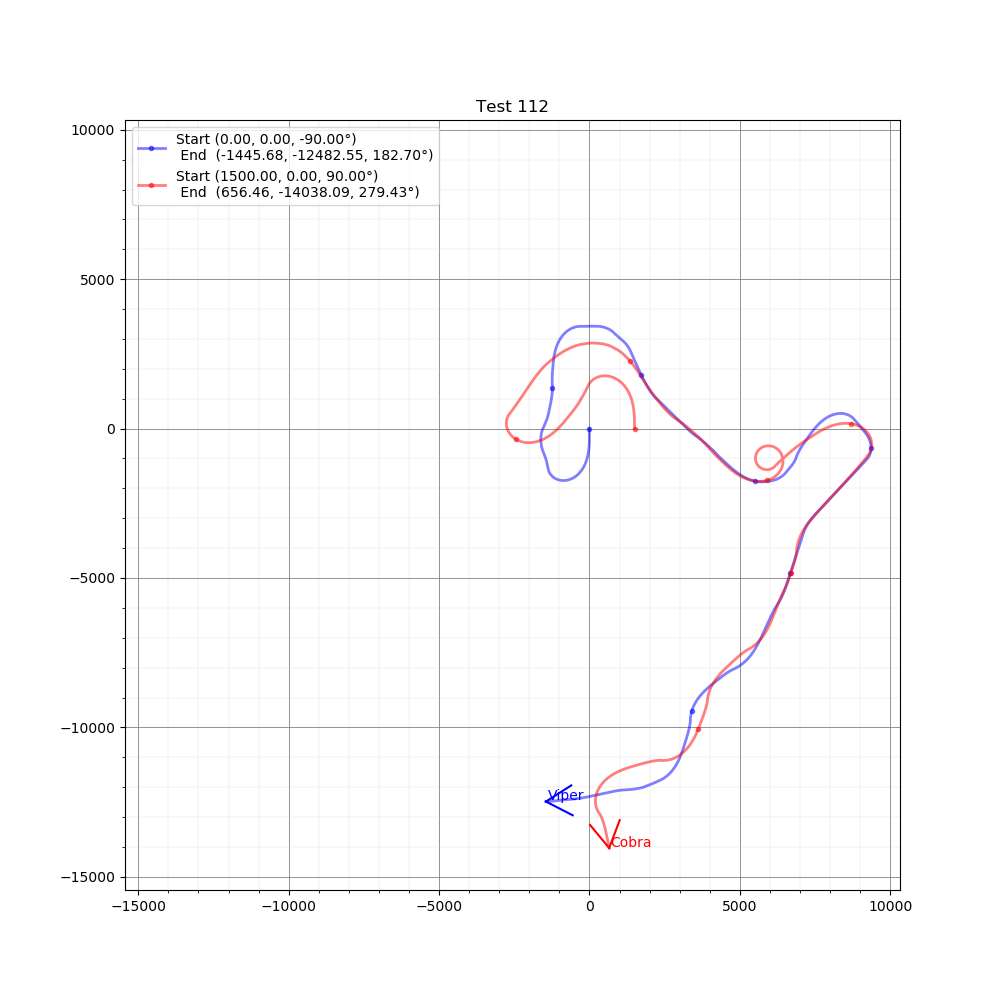 Test 112
Start (0.00, 0.00, -90.00°)
End  (-1445.68, -12482.55, 182.70°)
Start (1500.00, 0.00, 90.00°)
End  (656.46, -14038.09, 279.43°)
10000
5000
0
−5000
−10000
−15000
Viper
Cobra
−15000 −10000 −5000 0 5000 10000